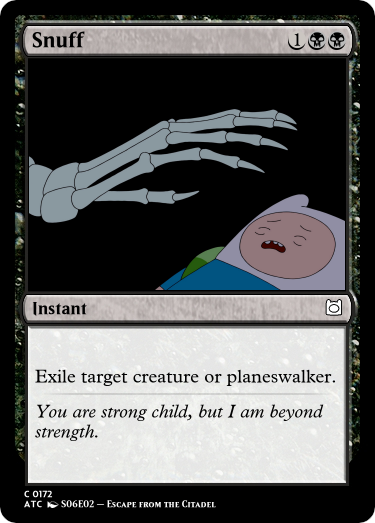 Snuff 1
Instant
Exile target creature or planeswalker.
You are strong child, but I am beyond
strength.
C 0172
ATC S06E02 – Escape from the Citadel